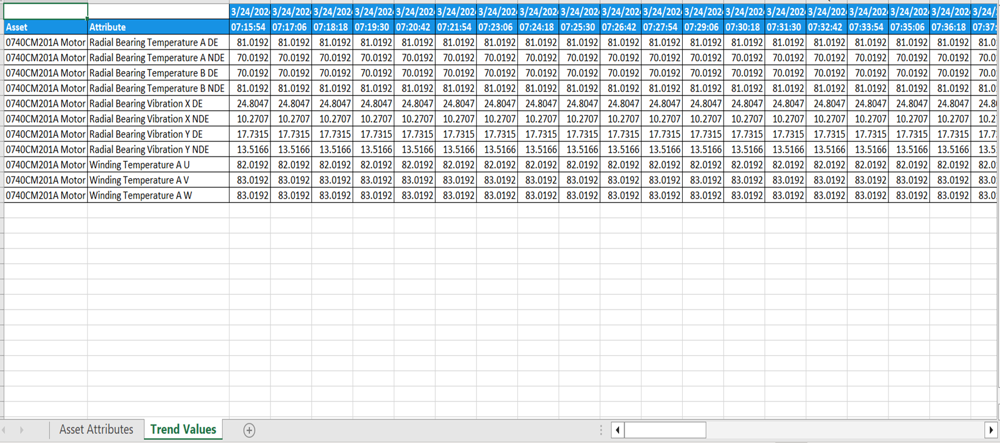 3/24/202 3/24/202 3/24/202 3/24/202 3/24/202 3/24/202 3/24/202 3/24/202 3/24/202 3/24/202 3/24/202 3/24/202 3/24/202 3/24/202 3/24/202 3/24/202 3/24/202 3/24/202 3/24/
Asset Attribute 07:15:54 07:17:06 07:18:18 07:19:30 07:20:42 07:21:54 07:23:06 07:24:18 07:25:30 07:26:42 07:27:54 07:29:06 07:30:18 07:31:30 07:32:42 07:33:54 07:35:06 07:36:18 07:37:
0740CM201A Motor Radial Bearing Temperature A DE 81.0192 81.0192 81.0192 81.0192 81.0192 81.0192 81.0192 81.0192 81.0192 81.0192 81.0192 81.0192 81.0192 81.0192 81.0192 81.0192 81.0192 81.0192 81.0
0740CM201A Motor Radial Bearing Temperature A NDE 70.0192 70.0192 70.0192 70.0192 70.0192 70.0192 70.0192 70.0192 70.0192 70.0192 70.0192 70.0192 70.0192 70.0192 70.0192 70.0192 70.0192 70.0192 70.0
0740CM201A Motor Radial Bearing Temperature B DE 70.0192 70.0192 70.0192 70.0192 70.0192 70.0192 70.0192 70.0192 70.0192 70.0192 70.0192 70.0192 70.0192 70.0192 70.0192 70.0192 70.0192 70.0192 70.0
0740CM201A Motor Radial Bearing Temperature B NDE 81.0192 81.0192 81.0192 81.0192 81.0192 81.0192 81.0192 81.0192 81.0192 81.0192 81.0192 81.0192 81.0192 81.0192 81.0192 81.0192 81.0192 81.0192 81.0
0740CM201A Motor Radial Bearing Vibration X DE 24.8047 24.8047 24.8047 24.8047 24.8047 24.8047 24.8047 24.8047 24.8047 24.8047 24.8047 24.8047 24.8047 24.8047 24.8047 24.8047 24.8047 24.8047 24.8
0740CM201A Motor Radial Bearing Vibration X NDE 10.2707 10.2707 10.2707 10.2707 10.2707 10.2707 10.2707 10.2707 10.2707 10.2707 10.2707 10.2707 10.2707 10.2707 10.2707 10.2707 10.2707 10.2707 10.2
0740CM201A Motor Radial Bearing Vibration Y DE 17.7315 17.7315 17.7315 17.7315 17.7315 17.7315 17.7315 17.7315 17.7315 17.7315 17.7315 17.7315 17.7315 17.7315 17.7315 17.7315 17.7315 17.7315 17.7
0740CM201A Motor Radial Bearing Vibration Y NDE 13.5166 13.5166 13.5166 13.5166 13.5166 13.5166 13.5166 13.5166 13.5166 13.5166 13.5166 13.5166 13.5166 13.5166 13.5166 13.5166 13.5166 13.5166 13.5
0740CM201A Motor Winding Temperature A U 82.0192 82.0192 82.0192 82.0192 82.0192 82.0192 82.0192 82.0192 82.0192 82.0192 82.0192 82.0192 82.0192 82.0192 82.0192 82.0192 82.0192 82.0192 82.0
0740CM201A Motor Winding Temperature A V 83.0192 83.0192 83.0192 83.0192 83.0192 83.0192 83.0192 83.0192 83.0192 83.0192 83.0192 83.0192 83.0192 83.0192 83.0192 83.0192 83.0192 83.0192 83.0
0740CM201A Motor Winding Temperature A W 83.0192 83.0192 83.0192 83.0192 83.0192 83.0192 83.0192 83.0192 83.0192 83.0192 83.0192 83.0192 83.0192 83.0192 83.0192 83.0192 83.0192 83.0192 83.0
Asset Attributes Trend Values